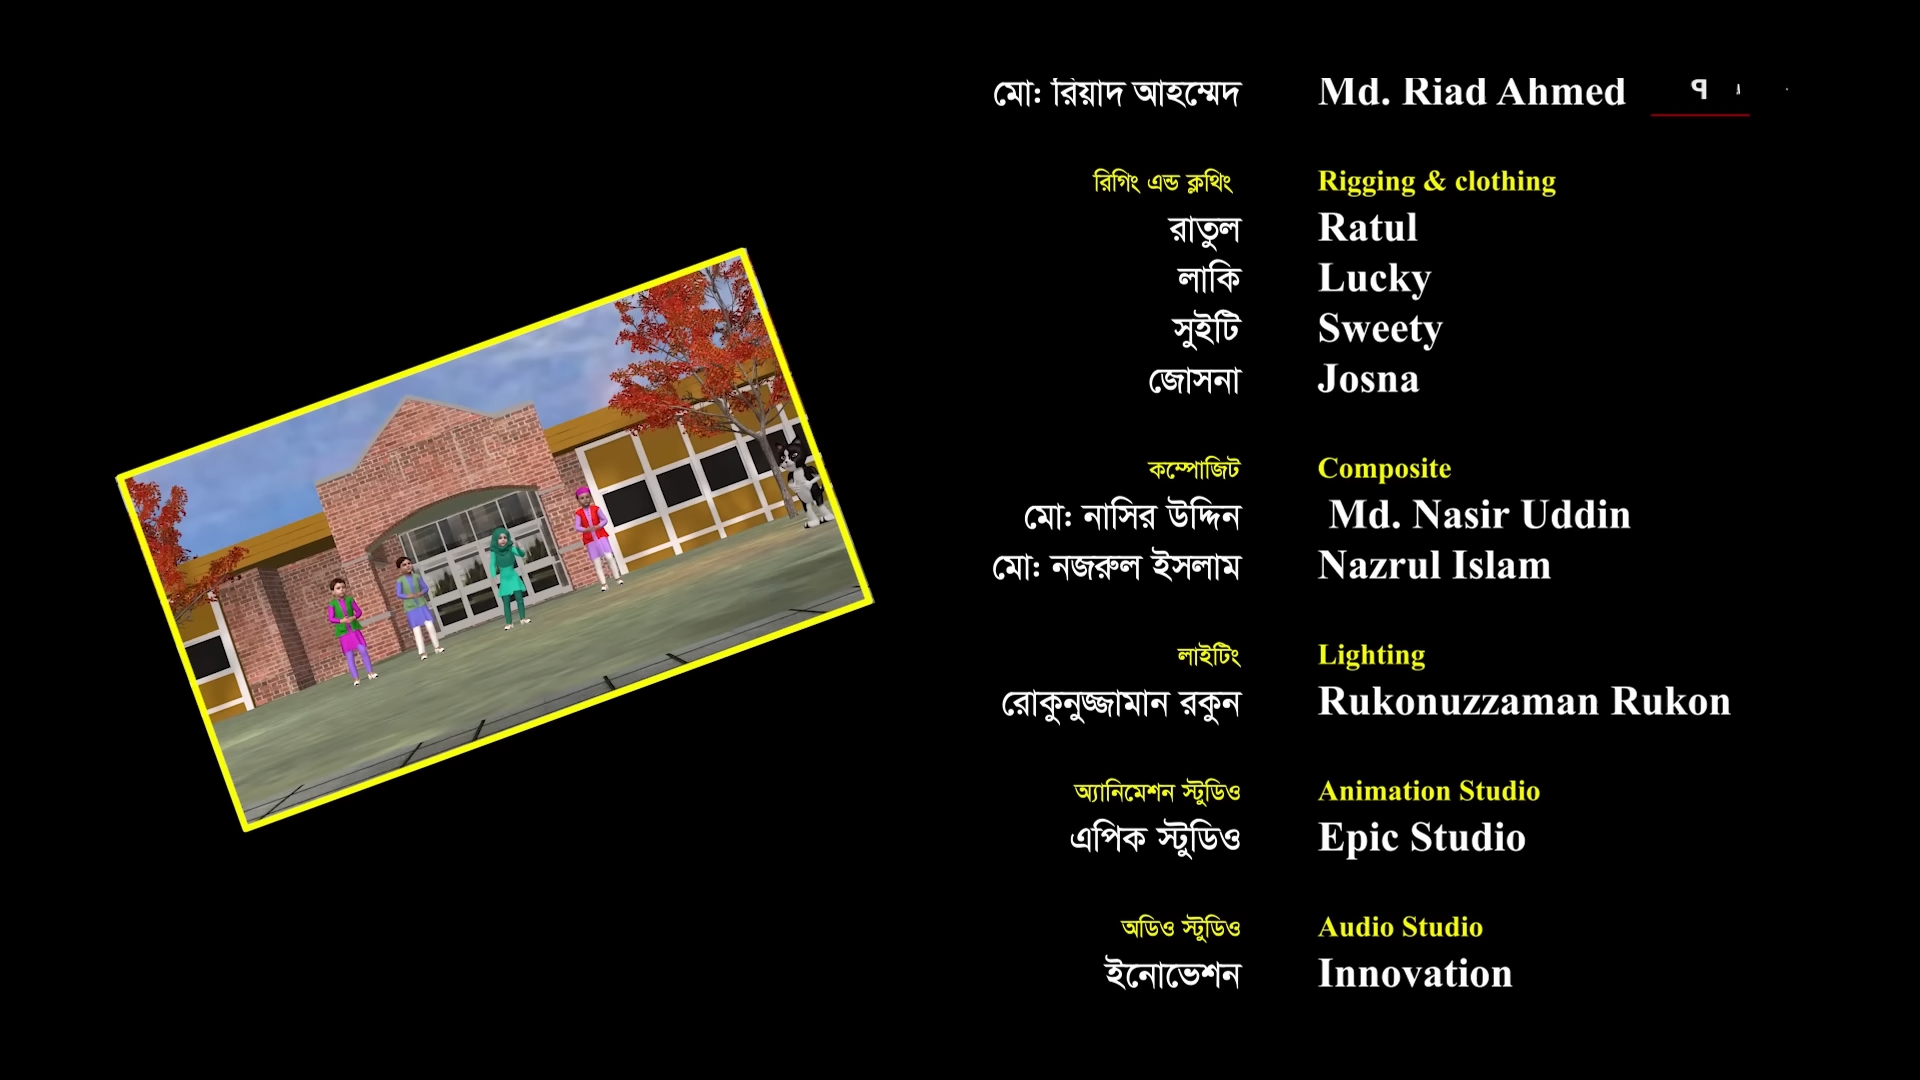 মো: রিয়াদ আহম্মেদ Md. Riad Ahmed
রিগিং এন্ড ক্লথিং Rigging & clothing
রাতুল Ratul
লাকি Lucky
সুইটি Sweety
জোসনা Josna
কম্পোজিট Composite
মো: নাসির উদ্দিন Md. Nasir Uddin
মো: নজরুল ইসলাম Nazrul Islam
লাইটিং Lighting
রোকুনুজ্জামান রকুন Rukonuzzaman Rukon
অ্যানিমেশন স্টুডিও Animation Studio
এপিক স্টুডিও Epic Studio
অডিও স্টুডিও Audio Studio
ইনোভেশন Innovation